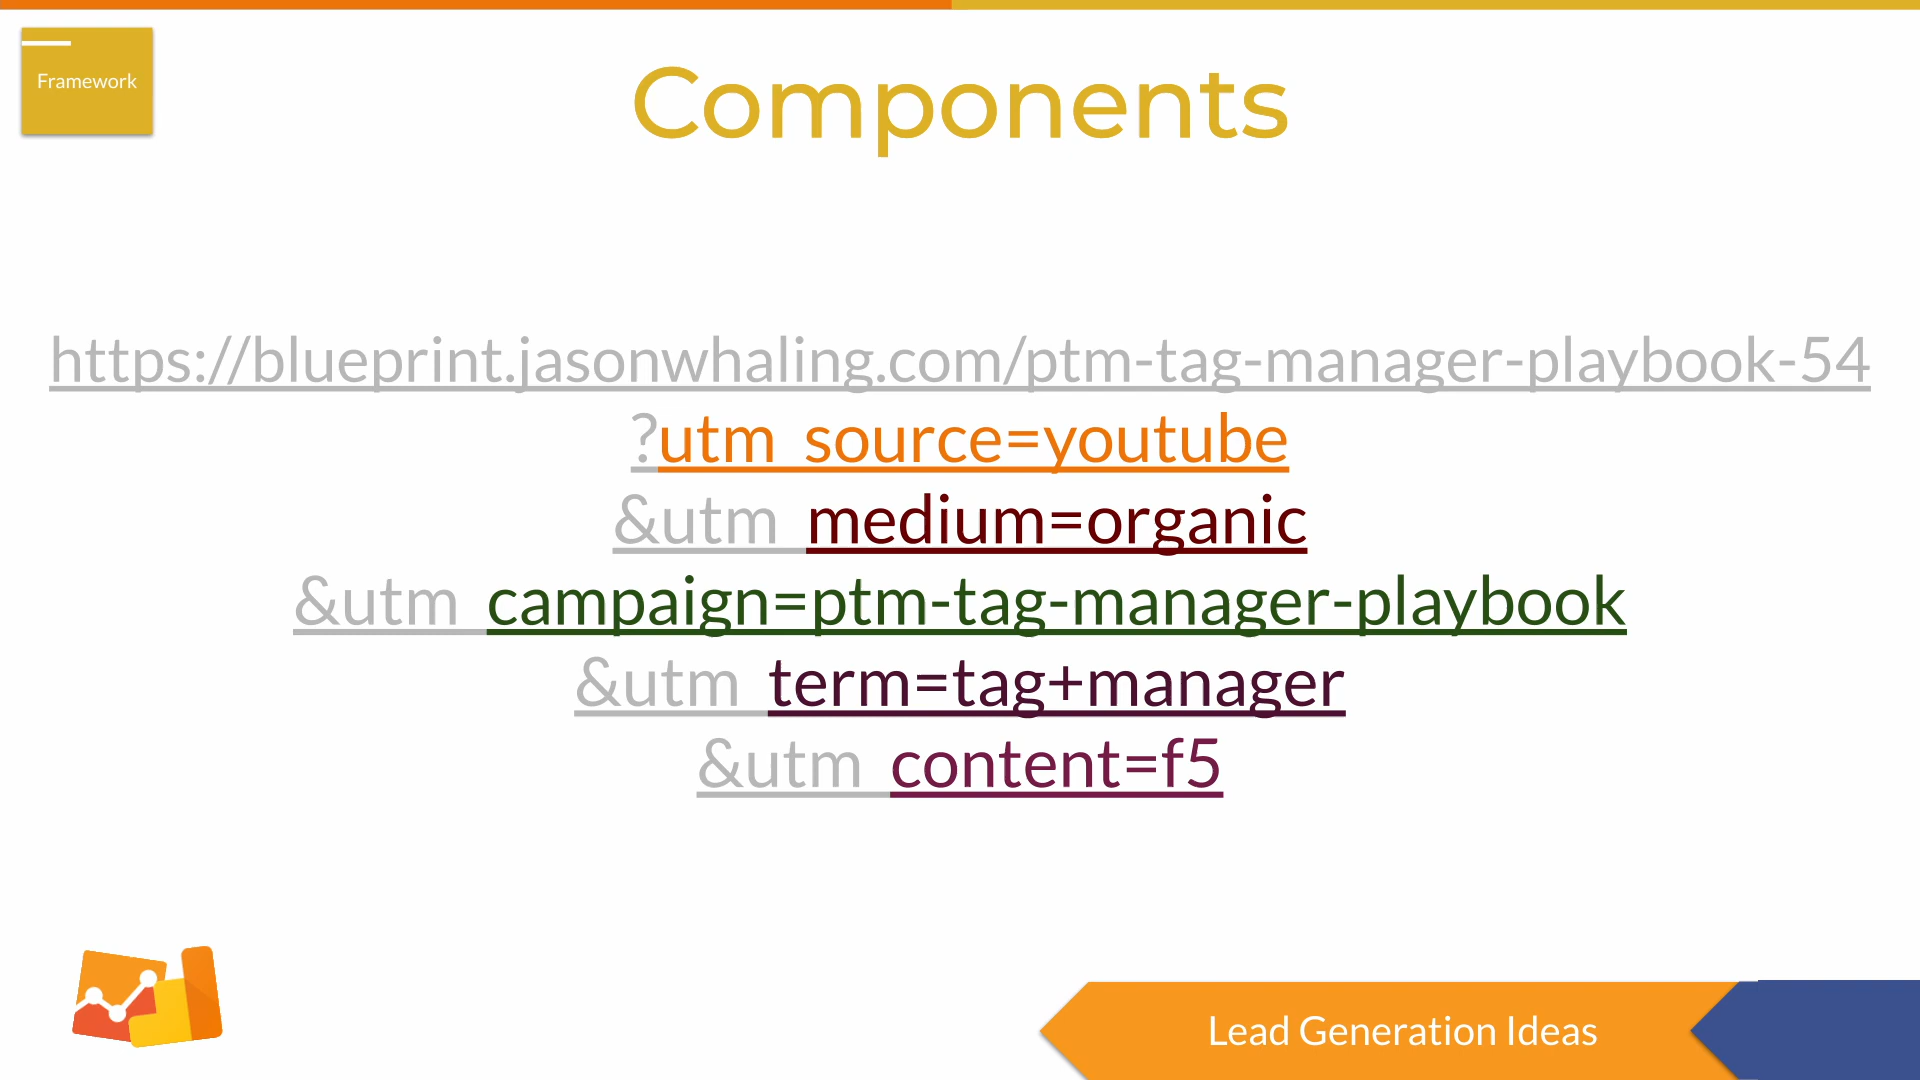 Framework
Components
https://blueprint.jasonwhaling.com/ptm-tag-manager-playbook-54
?utm_source=youtube
&utm_medium=organic
&utm_campaign=ptm-tag-manager-playbook
&utm_term=tag+manager
&utm_content=f5
Lead Generation Ideas